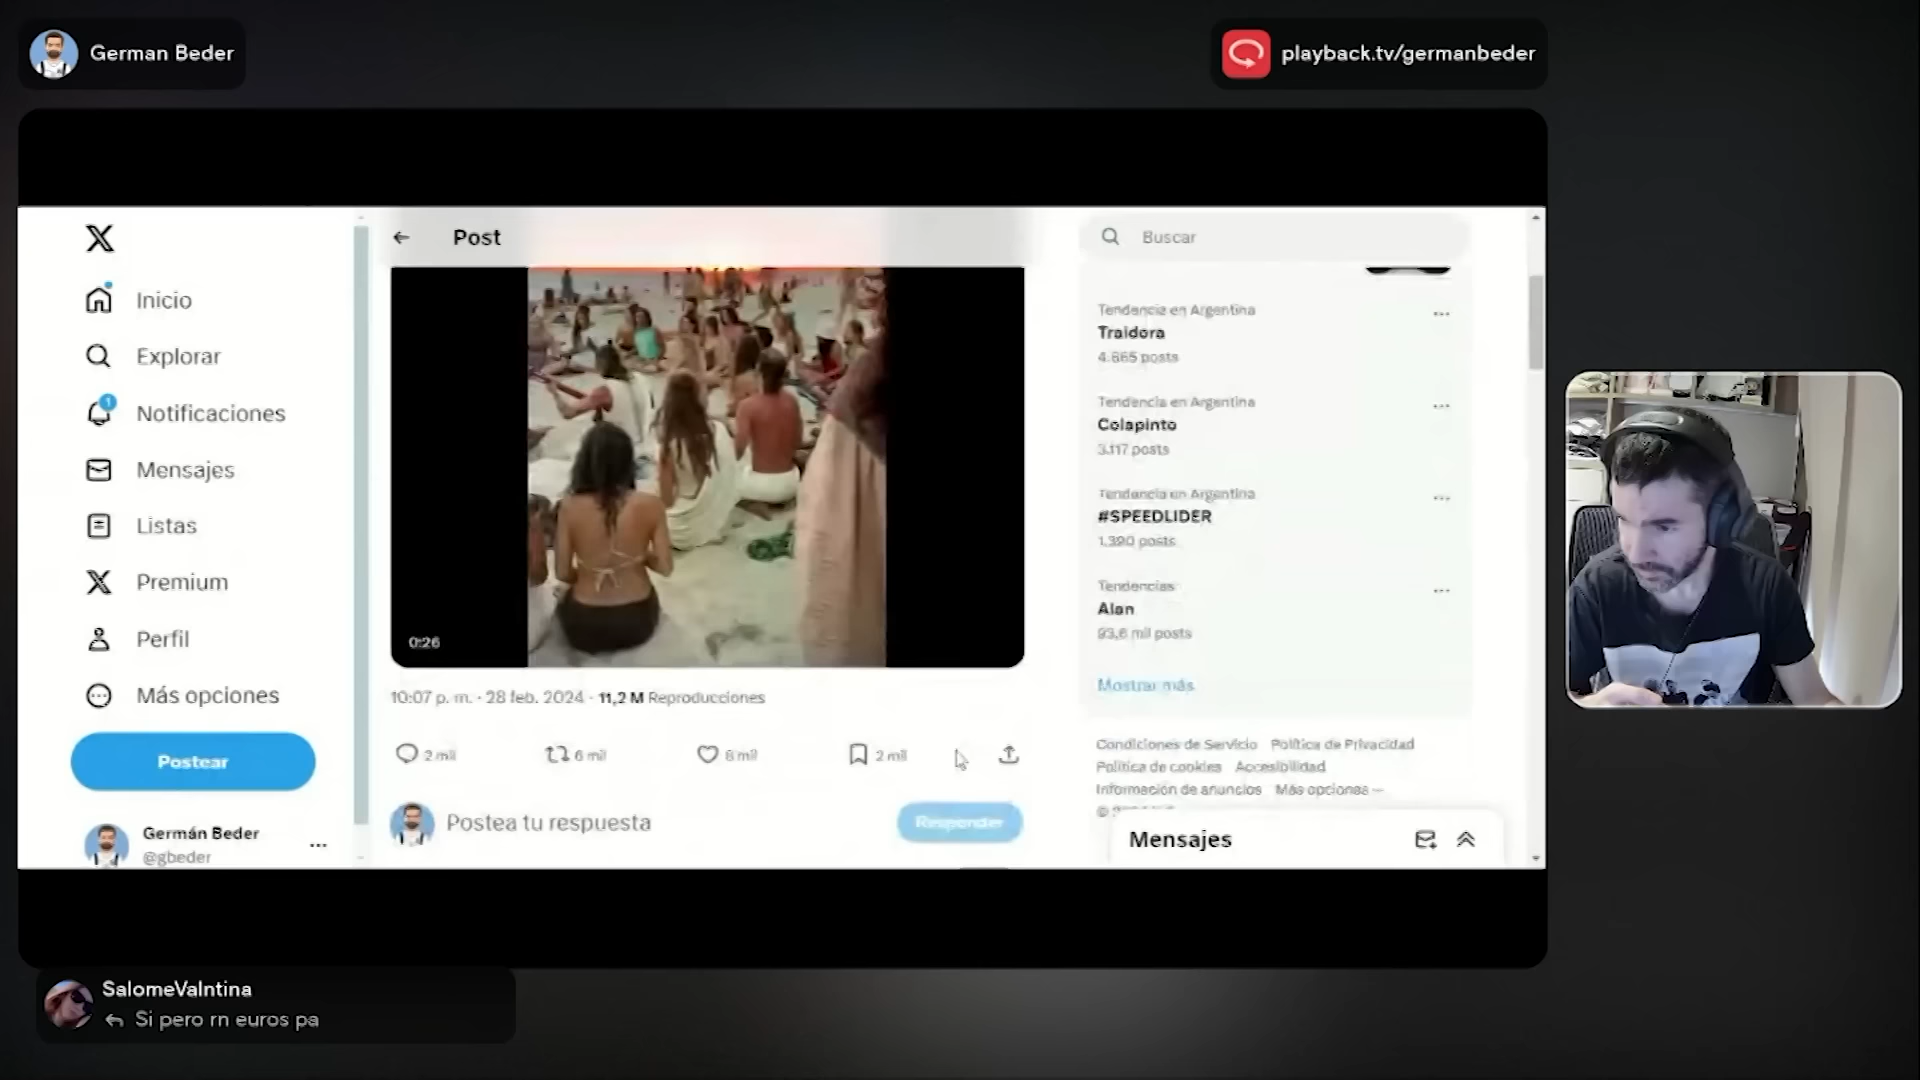 German Beder
playback.tv/germanbeder
Post
Buscar
Inicio
Explorar
1
Notificaciones
Mensajes
Listas
Premium
Perfil
Más opciones
Postear
Germán Beder
@gbeder
0:26
10:07 p. m. · 28 feb. 2024 · 11,2 M Reproducciones
2 mil
6 mil
8 mil
2 mil
Postea tu respuesta
Responder
Tendencia en Argentina
Traidora
4.665 posts
Tendencia en Argentina
Colapinto
3.117 posts
Tendencia en Argentina
#SPEEDLIDER
1.390 posts
Tendencias
Alan
93,6 mil posts
Mostrar más
Condiciones de Servicio Política de Privacidad
Política de cookies Accesibilidad
Información de anuncios Más opciones
Mensajes
SalomeValntina
Si pero rn euros pa